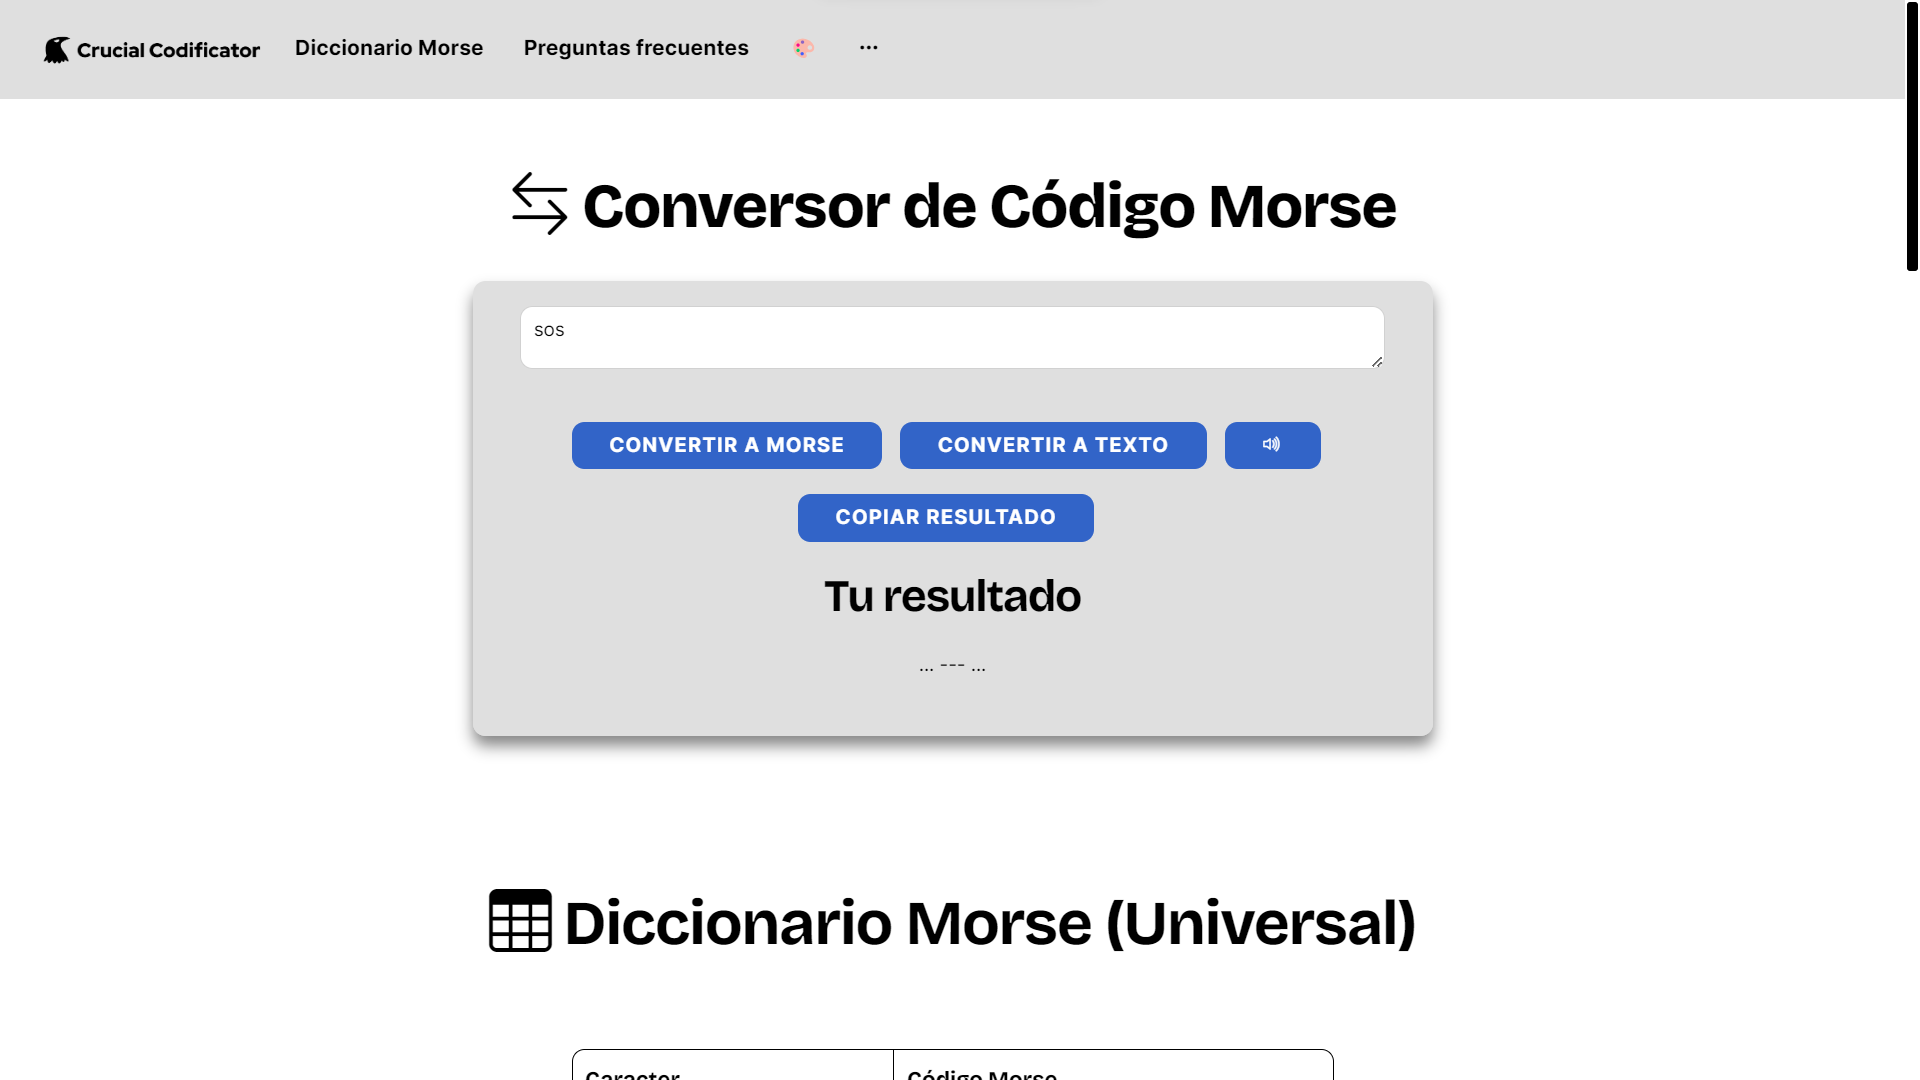 Crucial Codificator Diccionario Morse Preguntas frecuentes ...
Conversor de Código Morse
sos
CONVERTIR A MORSE CONVERTIR A TEXTO
COPIAR RESULTADO
Tu resultado
... --- ...
Diccionario Morse (Universal)
Caracter Código Morse